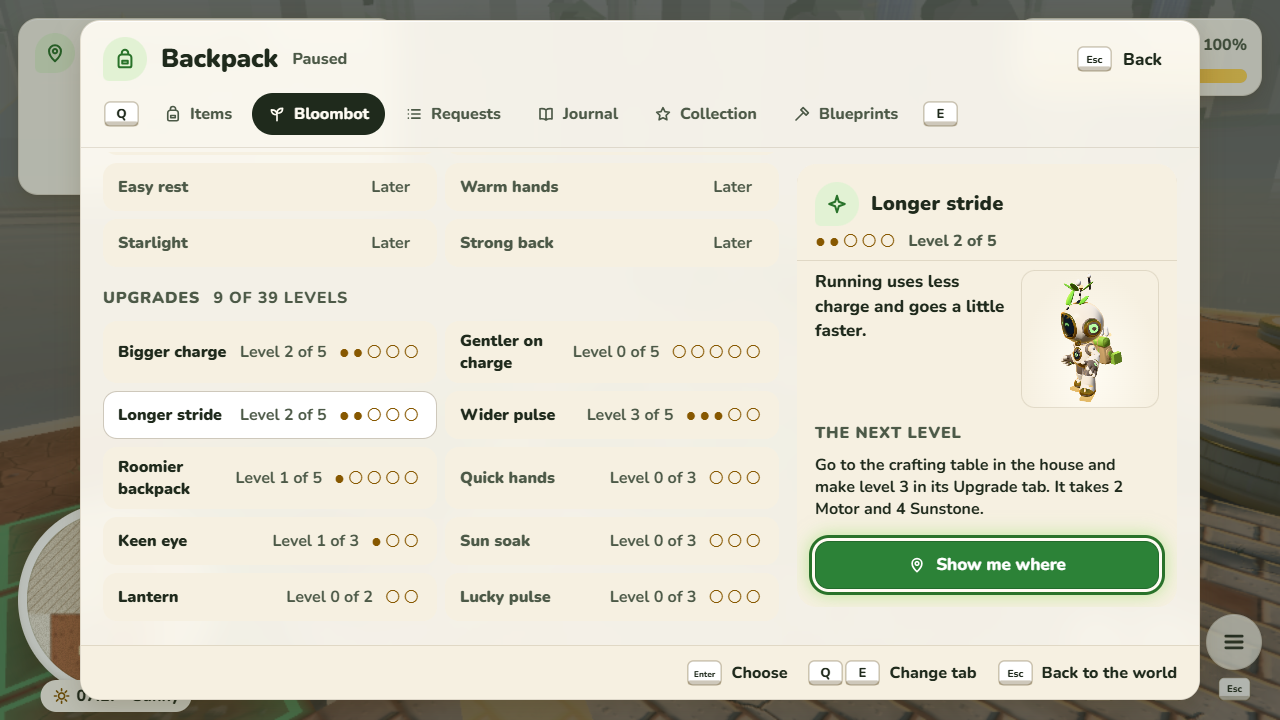 Backpack Paused
Esc Back
100%
Q Items Bloombot Requests Journal Collection Blueprints E
Easy rest Later
Warm hands Later
Starlight Later
Strong back Later
UPGRADES 9 OF 39 LEVELS
Bigger charge Level 2 of 5
Gentler on
charge
Level 0 of 5
Longer stride Level 2 of 5
Wider pulse Level 3 of 5
Roomier
backpack
Level 1 of 5
Quick hands Level 0 of 3
Keen eye Level 1 of 3
Sun soak Level 0 of 3
Lantern Level 0 of 2
Lucky pulse Level 0 of 3
Longer stride
Level 2 of 5
Running uses less
charge and goes a little
faster.
THE NEXT LEVEL
Go to the crafting table in the house and
make level 3 in its Upgrade tab. It takes 2
Motor and 4 Sunstone.
Show me where
Enter Choose Q E Change tab Esc Back to the world
Esc